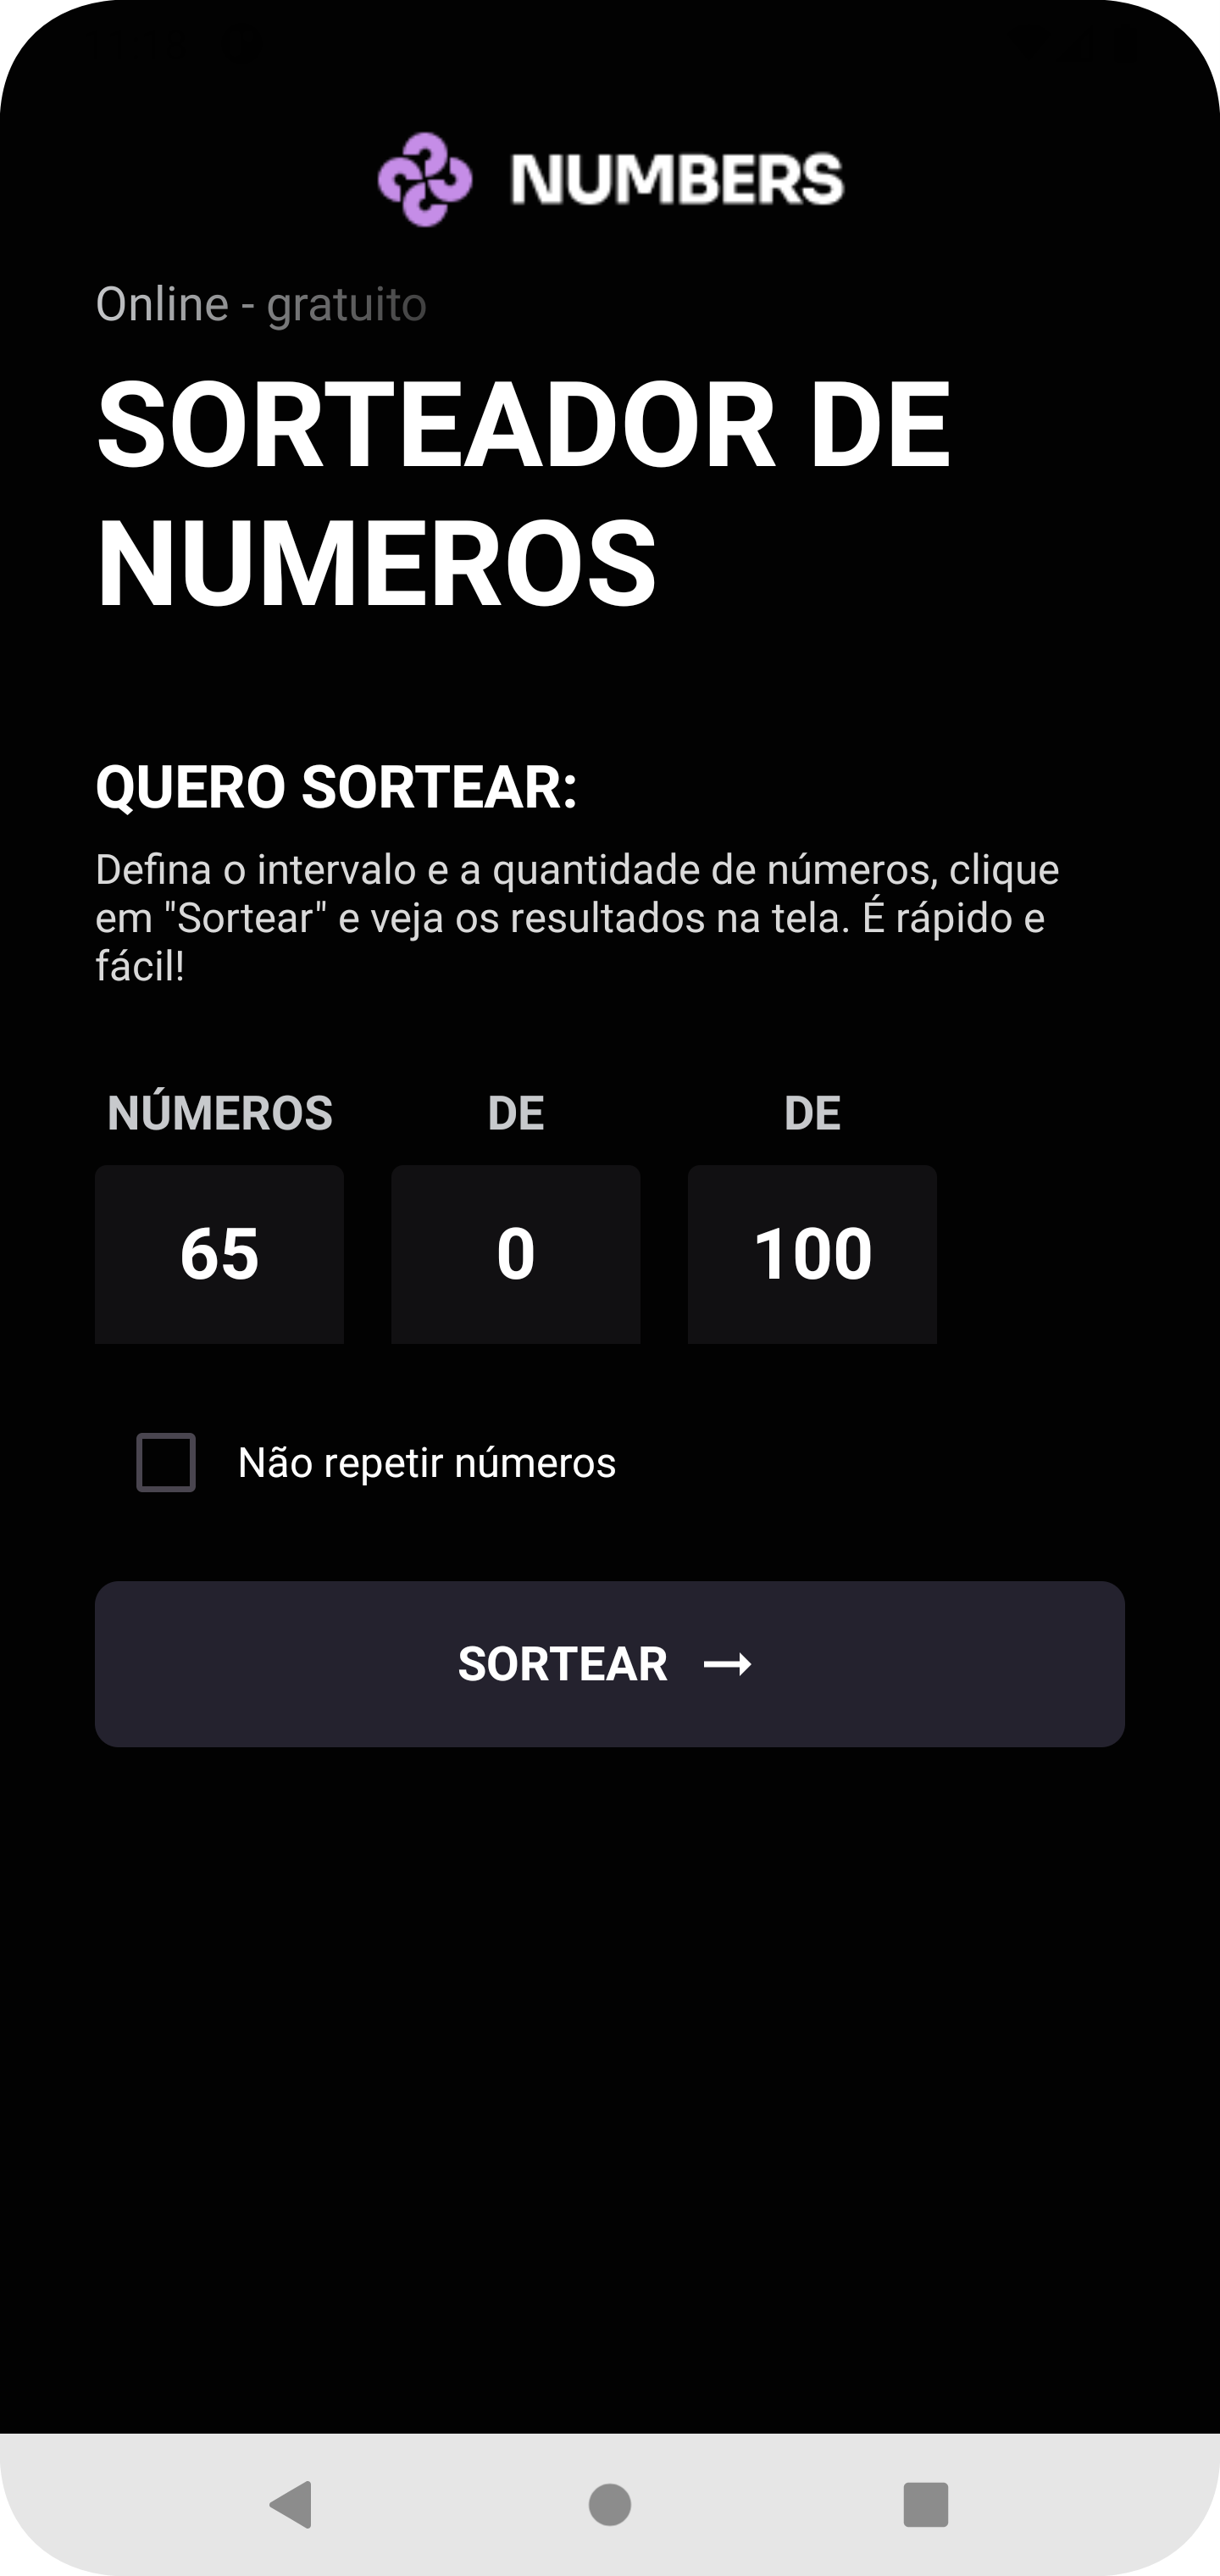 NUMBERS
Online - gratuito
SORTEADOR DE
NUMEROS
QUERO SORTEAR:
Defina o intervalo e a quantidade de números, clique
em "Sortear" e veja os resultados na tela. É rápido e
fácil!
NÚMEROS DE DE
65 0 100
Não repetir números
SORTEAR →